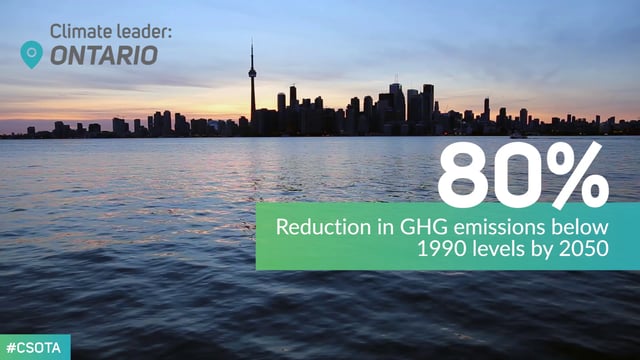 Climate leader:
ONTARIO
80%
Reduction in GHG emissions below
1990 levels by 2050
#CSOTA